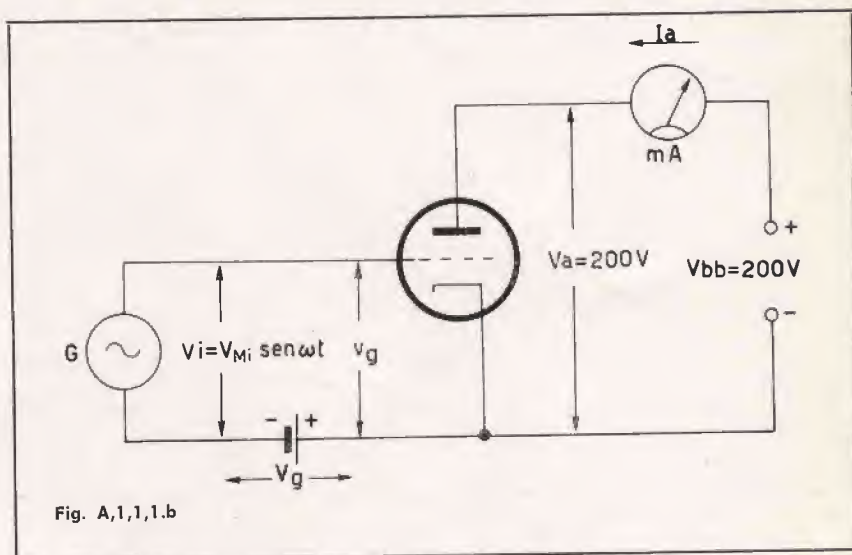 Ia
mA
+
Va=200V
Vbb=200V
-
G
~
Vi=VMi senωt
vg
- +
Vg
Fig. A,1,1,1.b